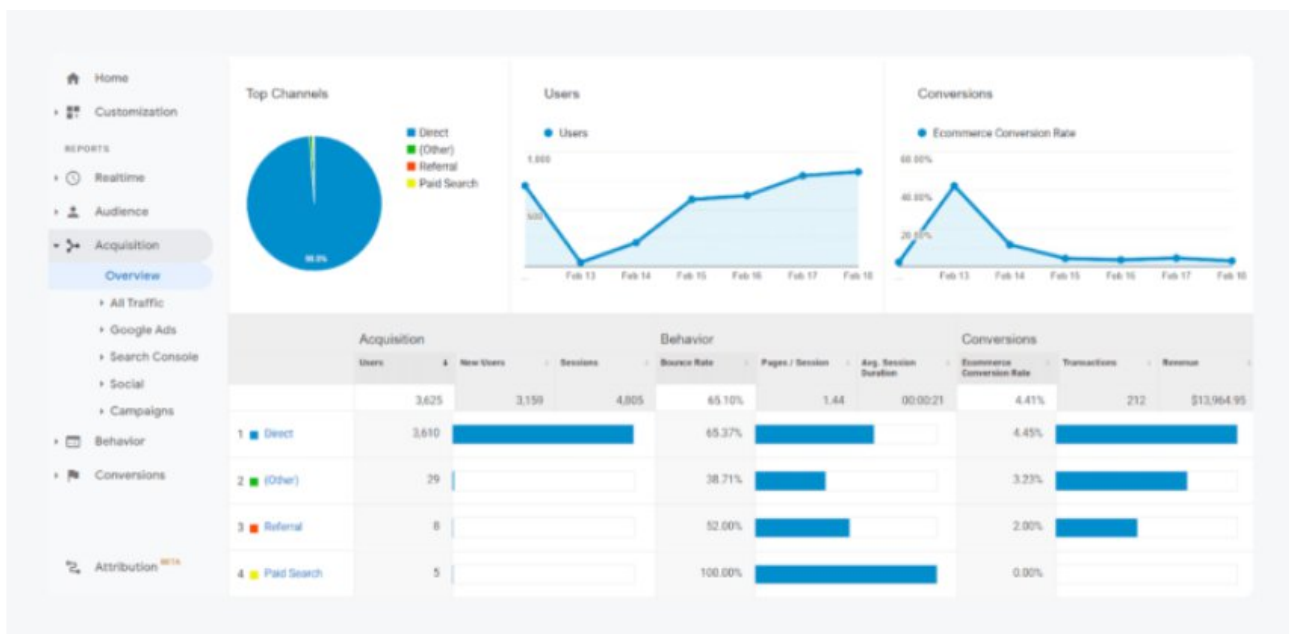 Home
Customization
REPORTS
Realtime
Audience
Acquisition
Overview
All Traffic
Google Ads
Search Console
Social
Campaigns
Behavior
Conversions
Attribution BETA
Top Channels
Direct
(Other)
Referral
Paid Search
Users
Users
1,000
500
... Feb 13 Feb 14 Feb 15 Feb 16 Feb 17 Feb 18
Conversions
Ecommerce Conversion Rate
60.00%
40.00%
20.00%
... Feb 13 Feb 14 Feb 15 Feb 16 Feb 17 Feb 18
Acquisition Behavior Conversions
Users New Users Sessions Bounce Rate Pages / Session Avg. Session Duration Ecommerce Conversion Rate Transactions Revenue
3,625 3,159 4,805 65.10% 1.44 00:00:21 4.41% 212 $13,964.95
1 Direct 3,610 65.37% 4.45%
2 (Other) 29 38.71% 3.23%
3 Referral 8 52.00% 2.00%
4 Paid Search 5 100.00% 0.00%